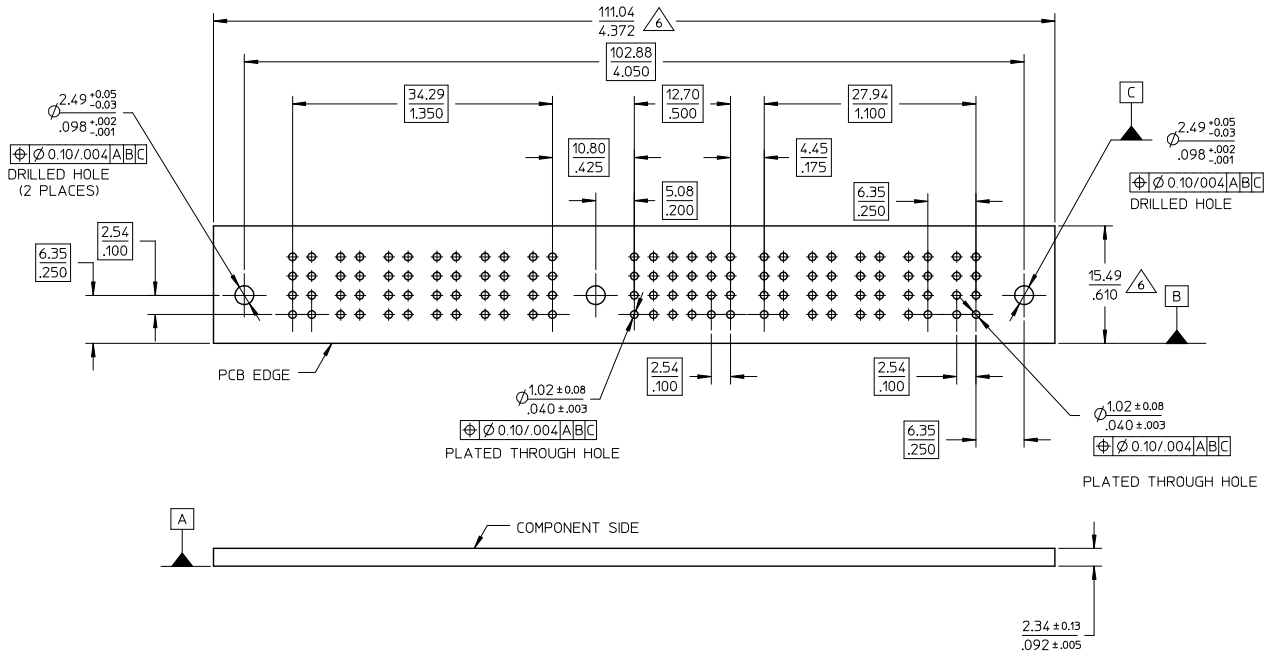 111.04
4.372
6
102.88
4.050
34.29
1.350
12.70
.500
27.94
1.100
C
⌀2.49 +0.05 -0.03
.098 +.002 -.001
⌖ ⌀ 0.10/.004 A B C
DRILLED HOLE
(2 PLACES)
10.80
.425
4.45
.175
⌀2.49 +0.05 -0.03
.098 +.002 -.001
⌖ ⌀ 0.10/004 A B C
DRILLED HOLE
5.08
.200
6.35
.250
2.54
.100
6.35
.250
15.49
.610
6
B
PCB EDGE
2.54
.100
2.54
.100
⌀1.02 ±0.08
.040 ±.003
⌖ ⌀ 0.10/.004 A B C
PLATED THROUGH HOLE
6.35
.250
⌀1.02 ±0.08
.040 ±.003
⌖ ⌀ 0.10/.004 A B C
PLATED THROUGH HOLE
A
COMPONENT SIDE
2.34 ±0.13
.092 ±.005